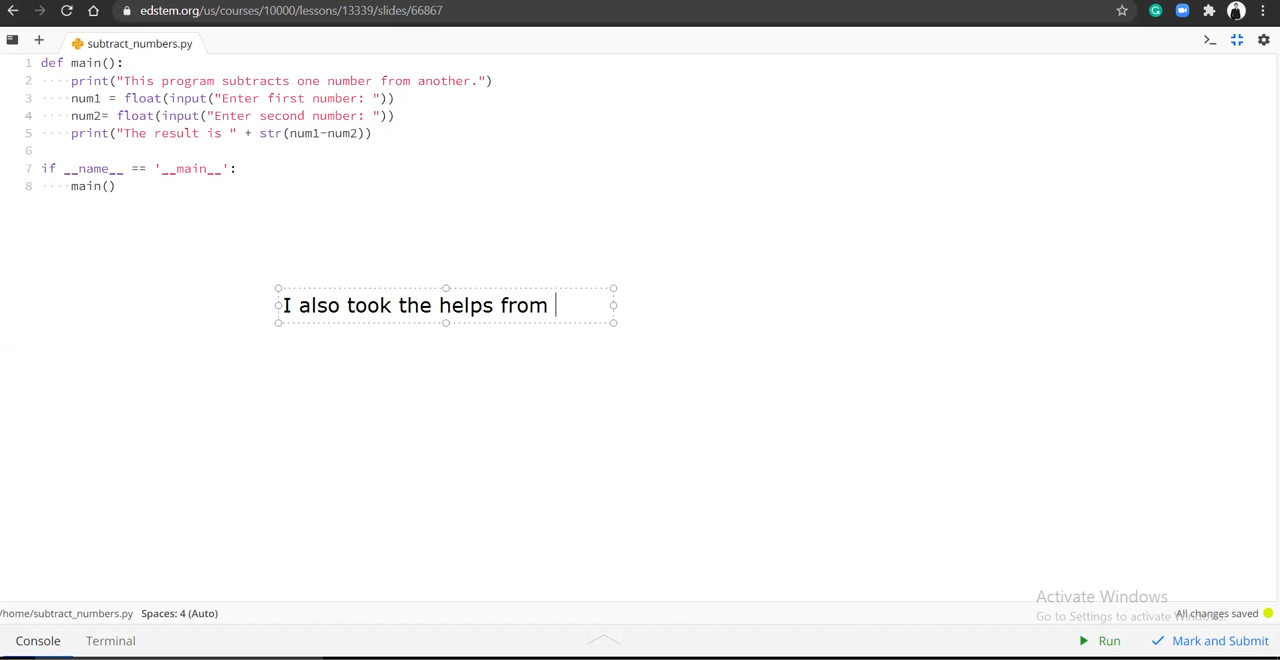 edstem.org/us/courses/10000/lessons/13339/slides/66867
subtract_numbers.py
1 def main():
2 ····print("This program subtracts one number from another.")
3 ····num1 = float(input("Enter first number: "))
4 ····num2= float(input("Enter second number: "))
5 ····print("The result is " + str(num1-num2))
6
7 if __name__ == '__main__':
8 ····main()
I also took the helps from
Activate Windows
Go to Settings to activate Windows.
/home/subtract_numbers.py Spaces: 4 (Auto) All changes saved
Console Terminal Run Mark and Submit